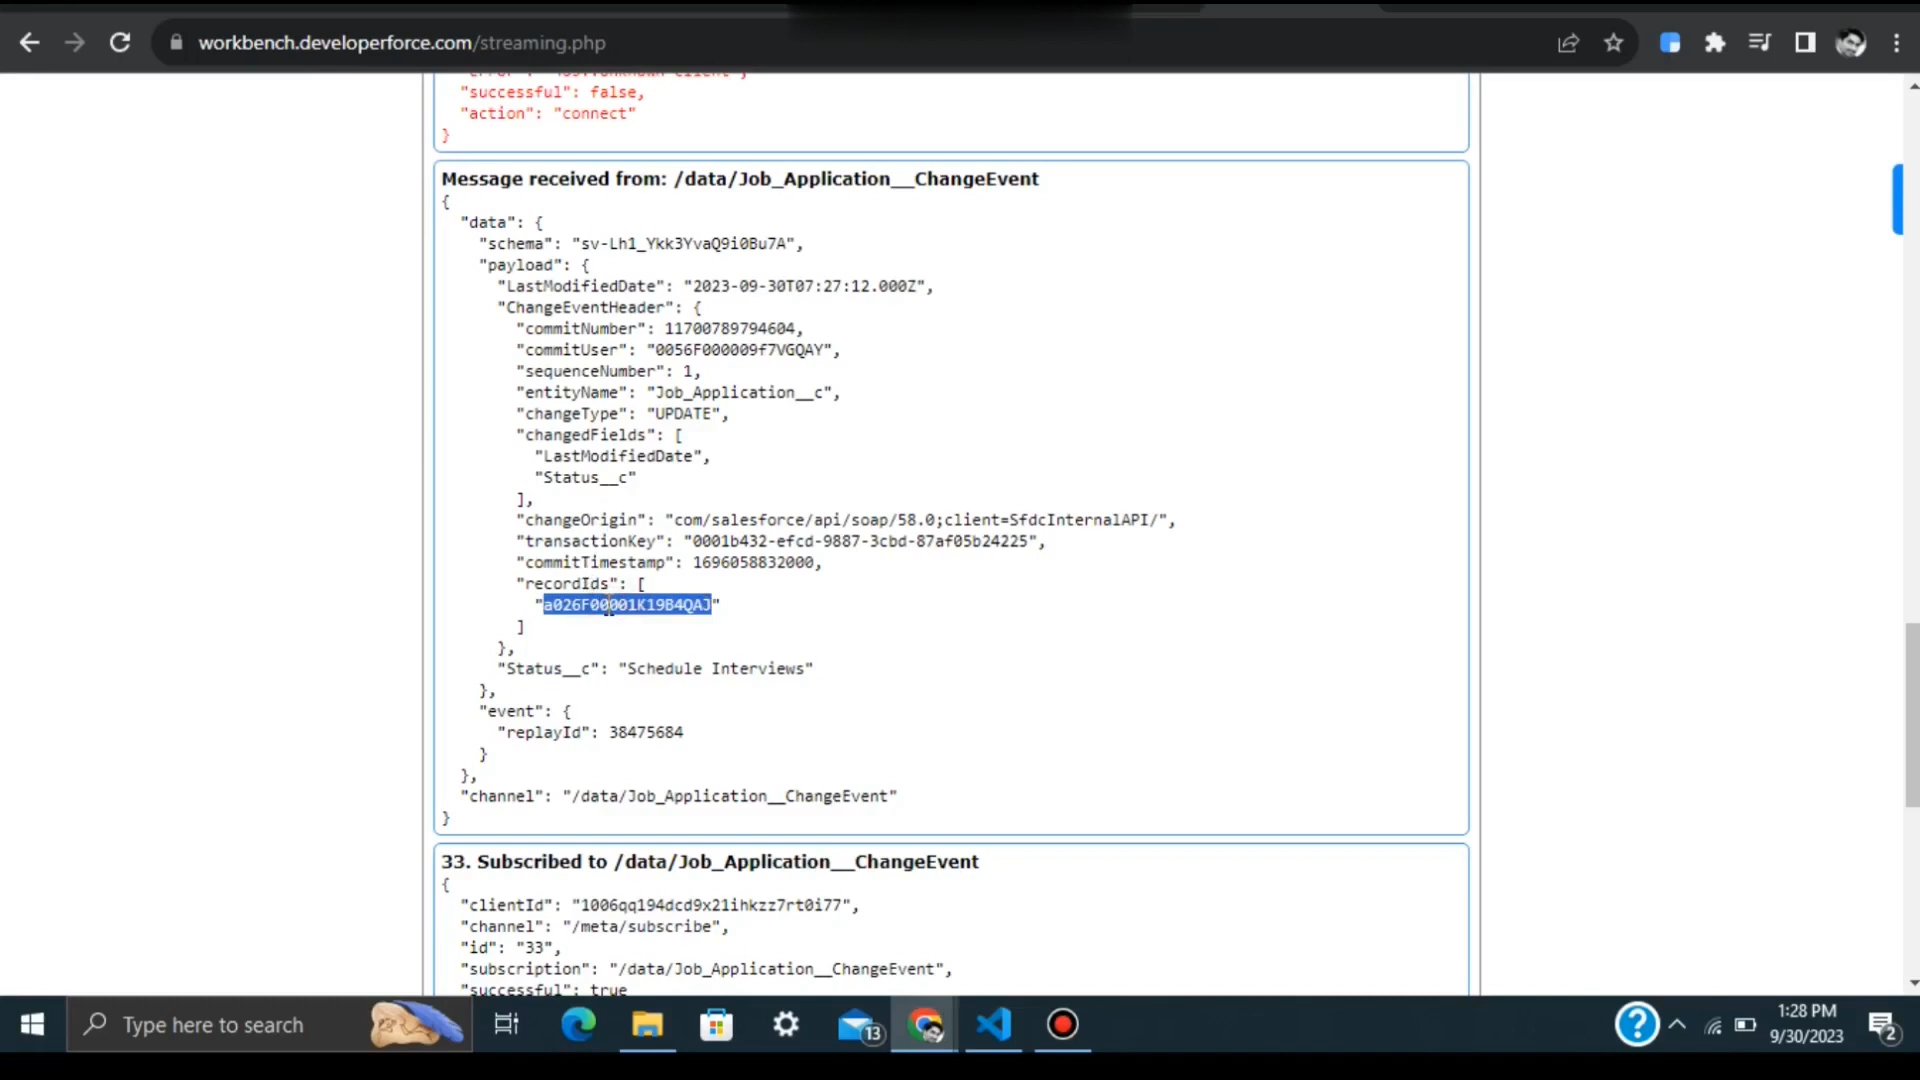 workbench.developerforce.com/streaming.php
"successful": false,
"action": "connect"
}
Message received from: /data/Job_Application__ChangeEvent
{
"data": {
"schema": "sv-Lh1_Ykk3YvaQ9i0Bu7A",
"payload": {
"LastModifiedDate": "2023-09-30T07:27:12.000Z",
"ChangeEventHeader": {
"commitNumber": 11700789794604,
"commitUser": "0056F000009f7VGQAY",
"sequenceNumber": 1,
"entityName": "Job_Application__c",
"changeType": "UPDATE",
"changedFields": [
"LastModifiedDate",
"Status__c"
],
"changeOrigin": "com/salesforce/api/soap/58.0;client=SfdcInternalAPI/",
"transactionKey": "0001b432-efcd-9887-3cbd-87af05b24225",
"commitTimestamp": 1696058832000,
"recordIds": [
"a026F00001K19B4QAJ"
]
},
"Status__c": "Schedule Interviews"
},
"event": {
"replayId": 38475684
}
},
"channel": "/data/Job_Application__ChangeEvent"
}
33. Subscribed to /data/Job_Application__ChangeEvent
{
"clientId": "1006qq194dcd9x21ihkzz7rt0i77",
"channel": "/meta/subscribe",
"id": "33",
"subscription": "/data/Job_Application__ChangeEvent",
"successful": true
Type here to search
13
1:28 PM
9/30/2023
2